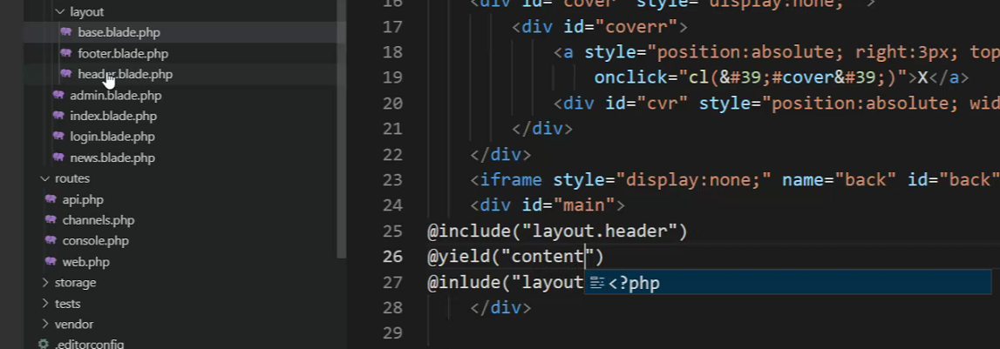 layout
base.blade.php
footer.blade.php
header.blade.php
admin.blade.php
index.blade.php
login.blade.php
news.blade.php
routes
api.php
channels.php
console.php
web.php
storage
tests
vendor
.editorconfig
16 <div id="cover" style="display:none; ">
17 <div id="coverr">
18 <a style="position:absolute; right:3px; top
19 onclick="cl(&#39;#cover&#39;)">X</a>
20 <div id="cvr" style="position:absolute; wid
21 </div>
22 </div>
23 <iframe style="display:none;" name="back" id="back"
24 <div id="main">
25 @include("layout.header")
26 @yield("content")
27 @inlude("layout <?php
28 </div>
29